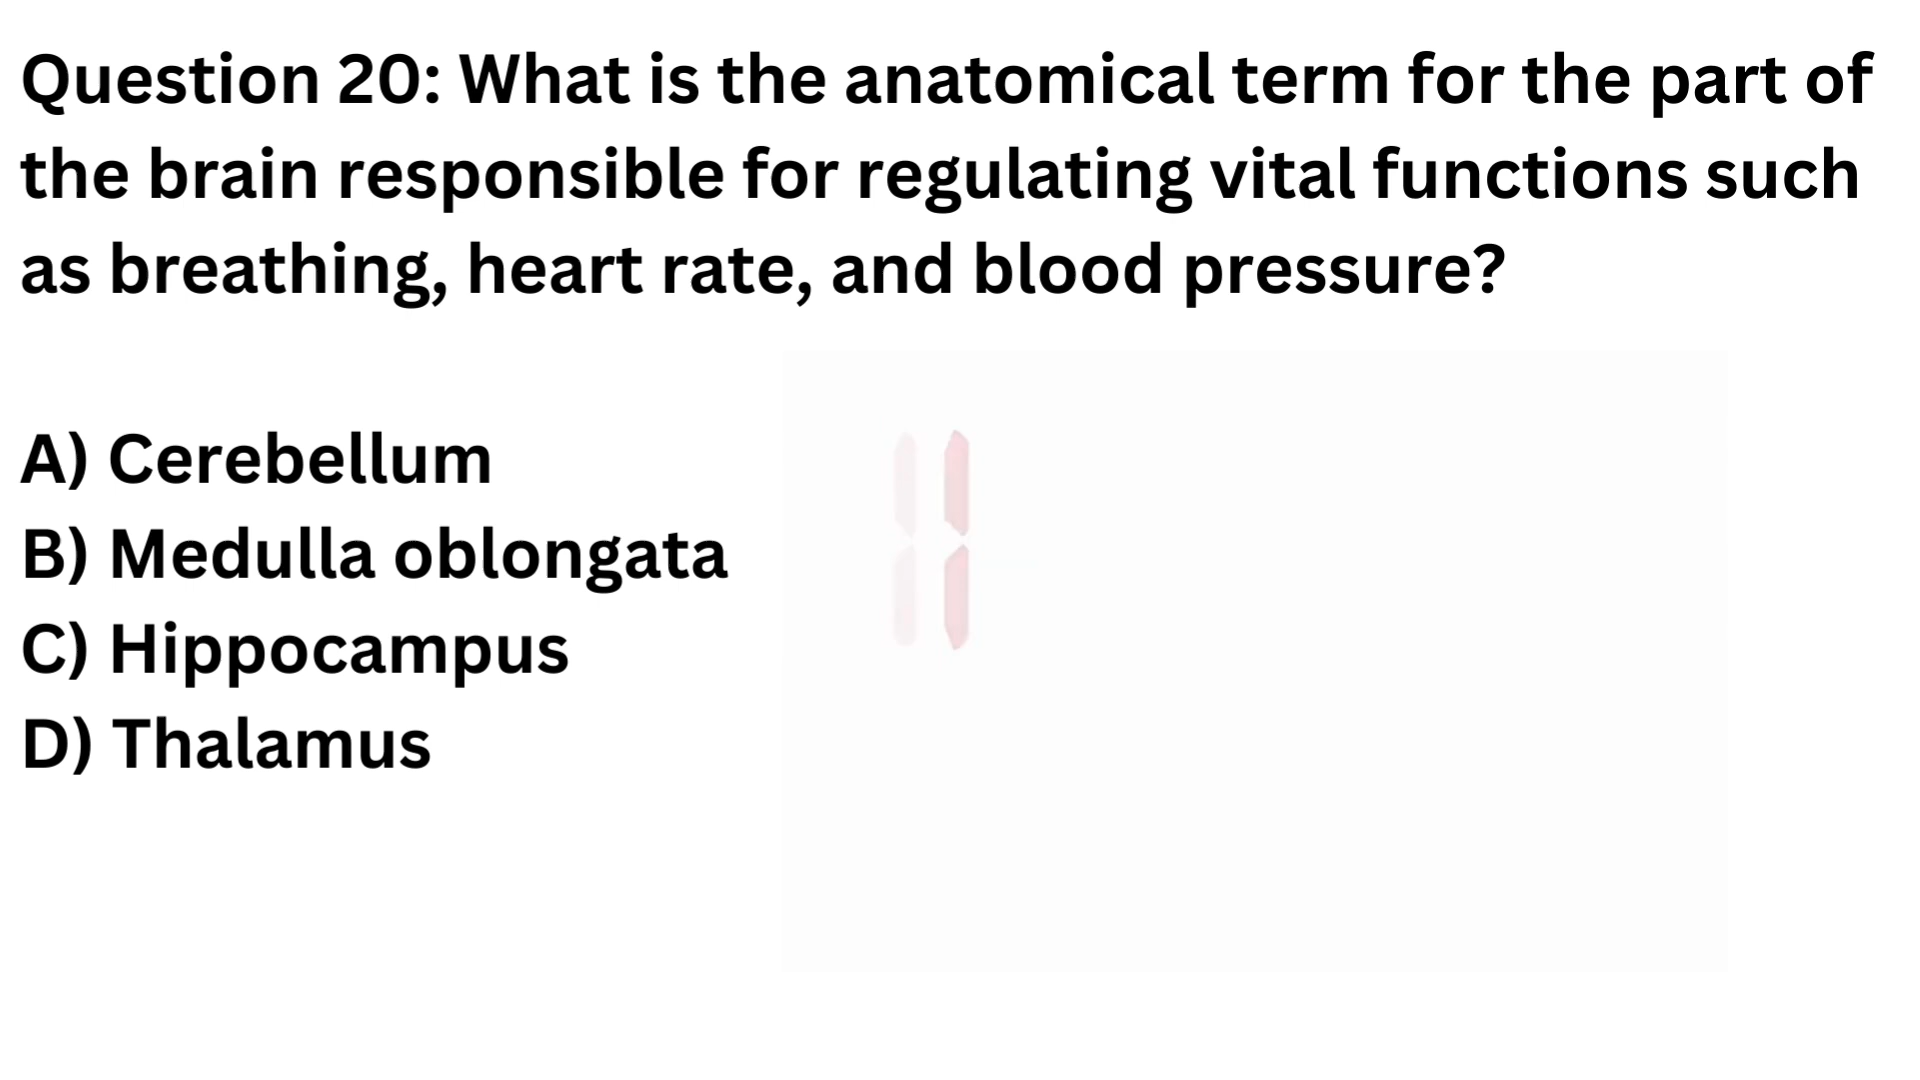 Question 20: What is the anatomical term for the part of
the brain responsible for regulating vital functions such
as breathing, heart rate, and blood pressure?
A) Cerebellum
B) Medulla oblongata
C) Hippocampus
D) Thalamus